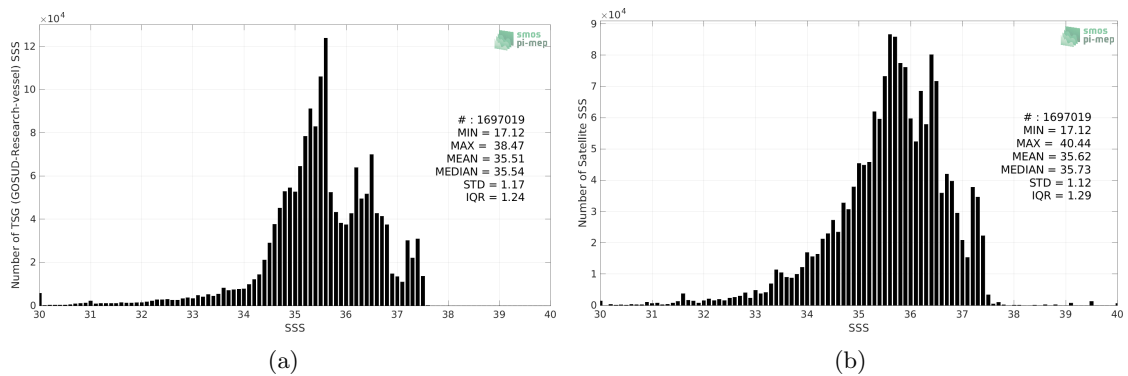 ×10⁴
12
10
8
6
4
2
0
30 31 32 33 34 35 36 37 38 39 40
SSS
Number of TSG (GOSUD-Research-vessel) SSS
smos
pi-mep
# : 1697019
MIN = 17.12
MAX = 38.47
MEAN = 35.51
MEDIAN = 35.54
STD = 1.17
IQR = 1.24
(a)
×10⁴
9
8
7
6
5
4
3
2
1
0
30 31 32 33 34 35 36 37 38 39 40
SSS
Number of Satellite SSS
smos
pi-mep
# : 1697019
MIN = 17.12
MAX = 40.44
MEAN = 35.62
MEDIAN = 35.73
STD = 1.12
IQR = 1.29
(b)